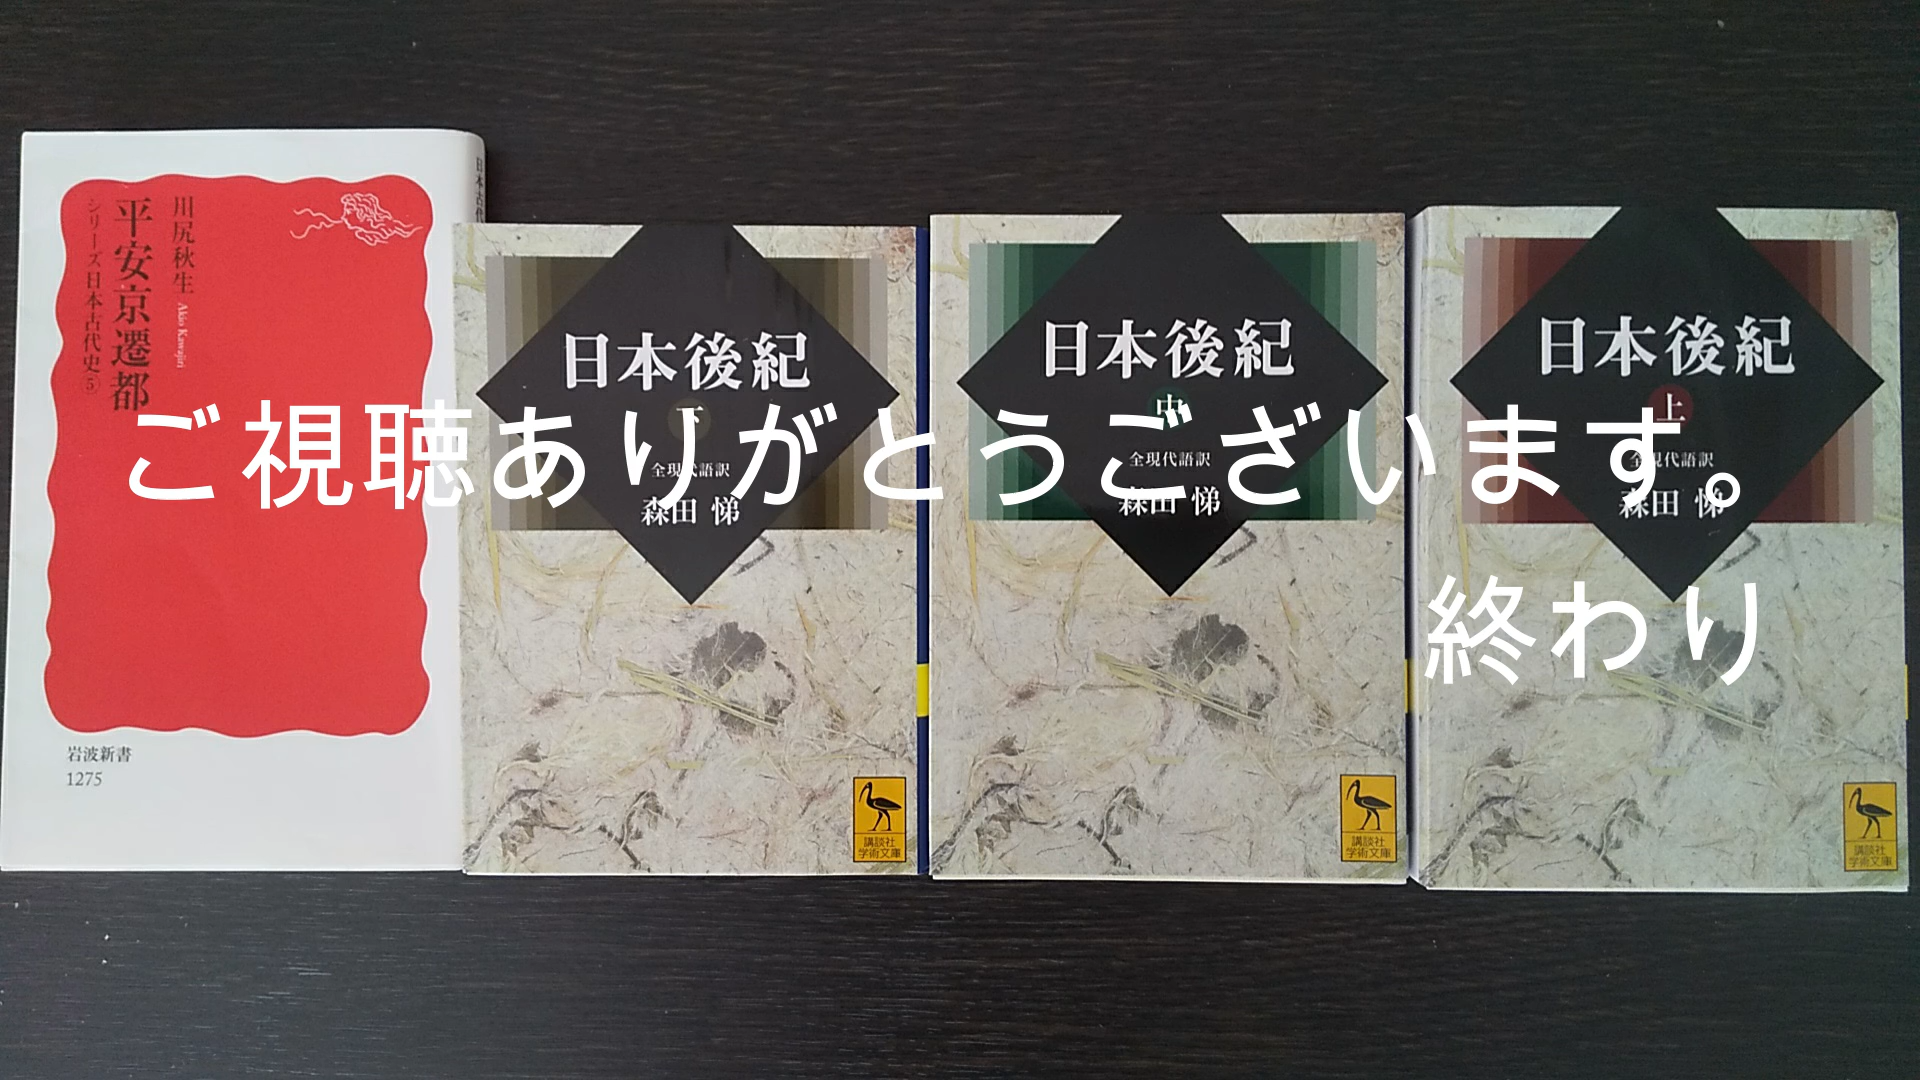 川尻秋生 Akio Kawajiri
平安京遷都
シリーズ 日本古代史⑤
岩波新書
1275
日本古代
日本後紀
下
全現代語訳
森田 悌
講談社
学術文庫
日本後紀
中
全現代語訳
森田 悌
講談社
学術文庫
日本後紀
上
全現代語訳
森田 悌
講談社
学術文庫
ご視聴ありがとうございます。
終わり